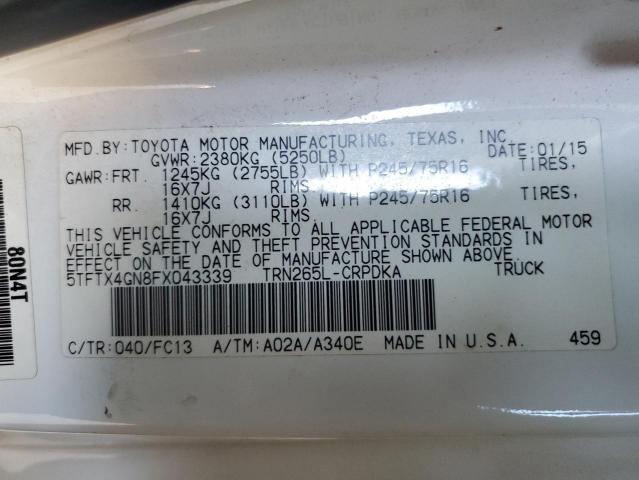 MFD. BY: TOYOTA MOTOR MANUFACTURING, TEXAS, INC.
GVWR: 2380KG (5250LB) DATE: 01/15
GAWR: FRT. 1245KG (2755LB) WITH P245/75R16 TIRES,
16X7J RIMS
RR. 1410KG (3110LB) WITH P245/75R16 TIRES,
16X7J RIMS
THIS VEHICLE CONFORMS TO ALL APPLICABLE FEDERAL MOTOR
VEHICLE SAFETY AND THEFT PREVENTION STANDARDS IN
EFFECT ON THE DATE OF MANUFACTURE SHOWN ABOVE.
5TFTX4GN8FX043339 TRN265L-CRPDKA TRUCK
C/TR: 040/FC13 A/TM: A02A/A340E MADE IN U.S.A. 459
80N4T